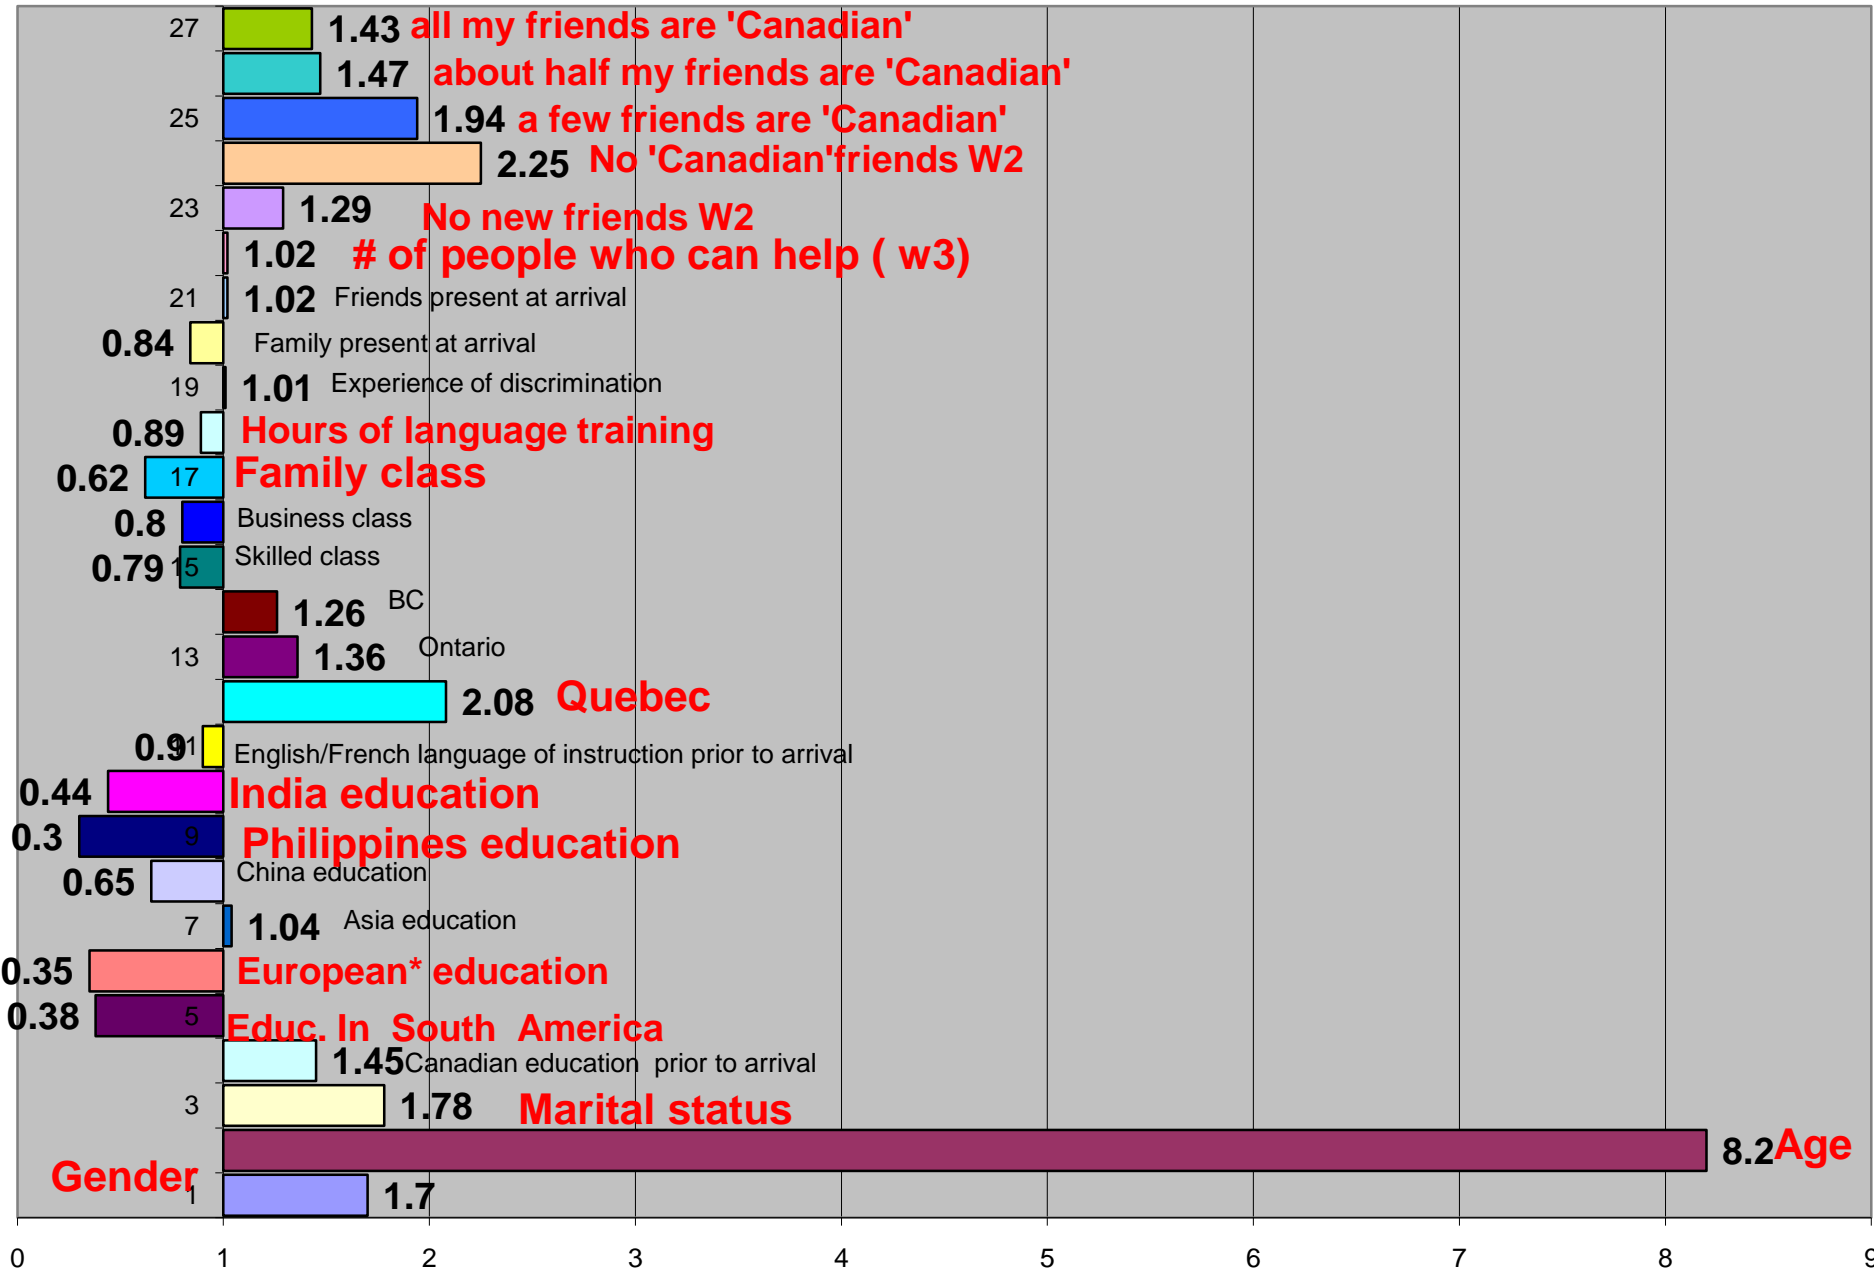 27 1.43 all my friends are 'Canadian'
1.47 about half my friends are 'Canadian'
25 1.94 a few friends are 'Canadian'
2.25 No 'Canadian'friends W2
23 1.29 No new friends W2
1.02 # of people who can help ( w3)
21 1.02 Friends present at arrival
0.84 Family present at arrival
19 1.01 Experience of discrimination
0.89 Hours of language training
0.62 17 Family class
0.8 Business class
0.79 15 Skilled class
1.26 BC
13 1.36 Ontario
2.08 Quebec
0.9 11 English/French language of instruction prior to arrival
0.44 India education
0.3 9 Philippines education
0.65 China education
7 1.04 Asia education
0.35 European* education
0.38 5 Educ. In South America
1.45 Canadian education prior to arrival
3 1.78 Marital status
8.2 Age
Gender 1 1.7
0 1 2 3 4 5 6 7 8 9